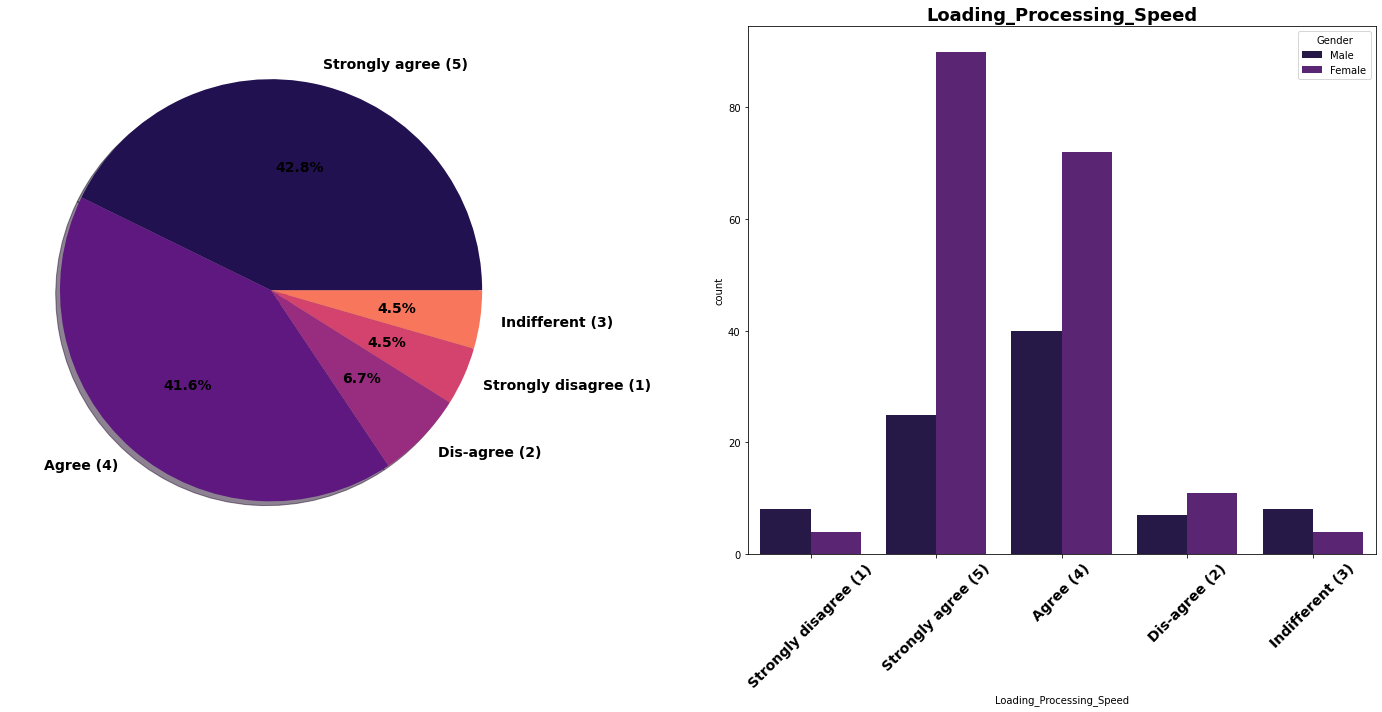 Strongly agree (5)
42.8%
4.5%
Indifferent (3)
4.5%
Strongly disagree (1)
6.7%
41.6%
Dis-agree (2)
Agree (4)
Loading_Processing_Speed
Gender
Male
Female
80
60
40
20
0
count
Strongly disagree (1)
Strongly agree (5)
Agree (4)
Dis-agree (2)
Indifferent (3)
Loading_Processing_Speed